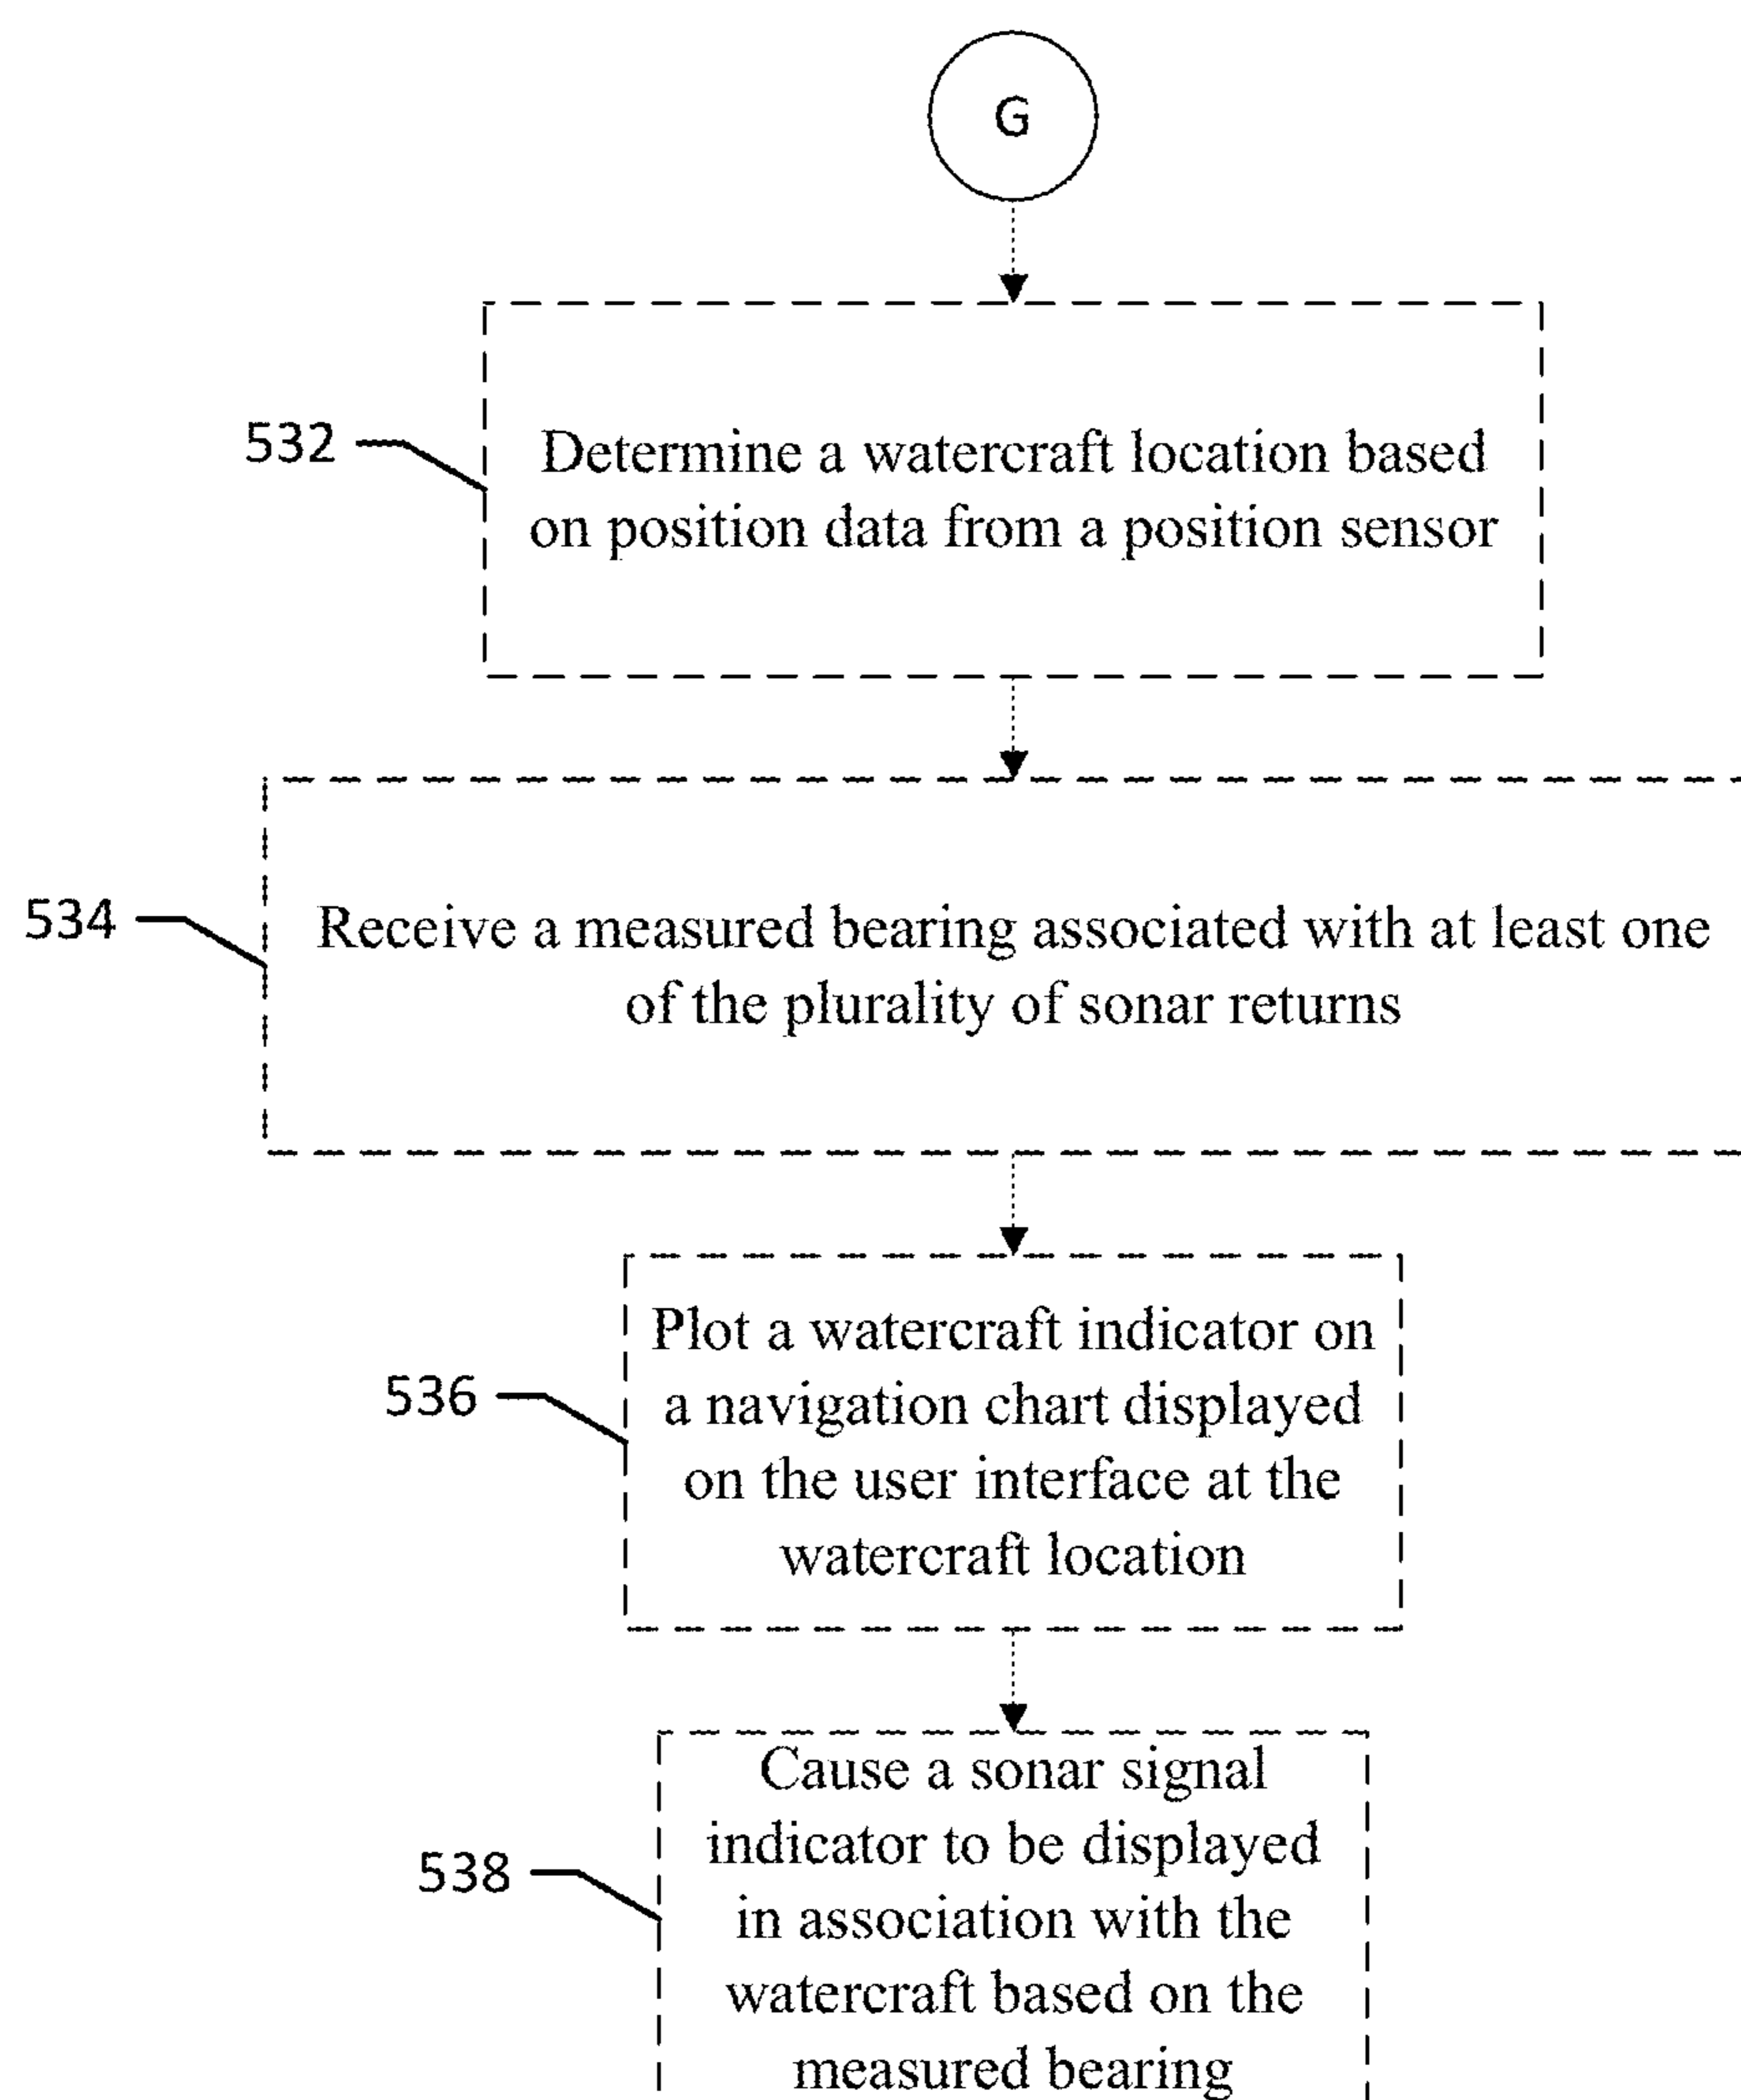 G
532
Determine a watercraft location based
on position data from a position sensor
534
Receive a measured bearing associated with at least one
of the plurality of sonar returns
536
Plot a watercraft indicator on
a navigation chart displayed
on the user interface at the
watercraft location
538
Cause a sonar signal
indicator to be displayed
in association with the
watercraft based on the
measured bearing